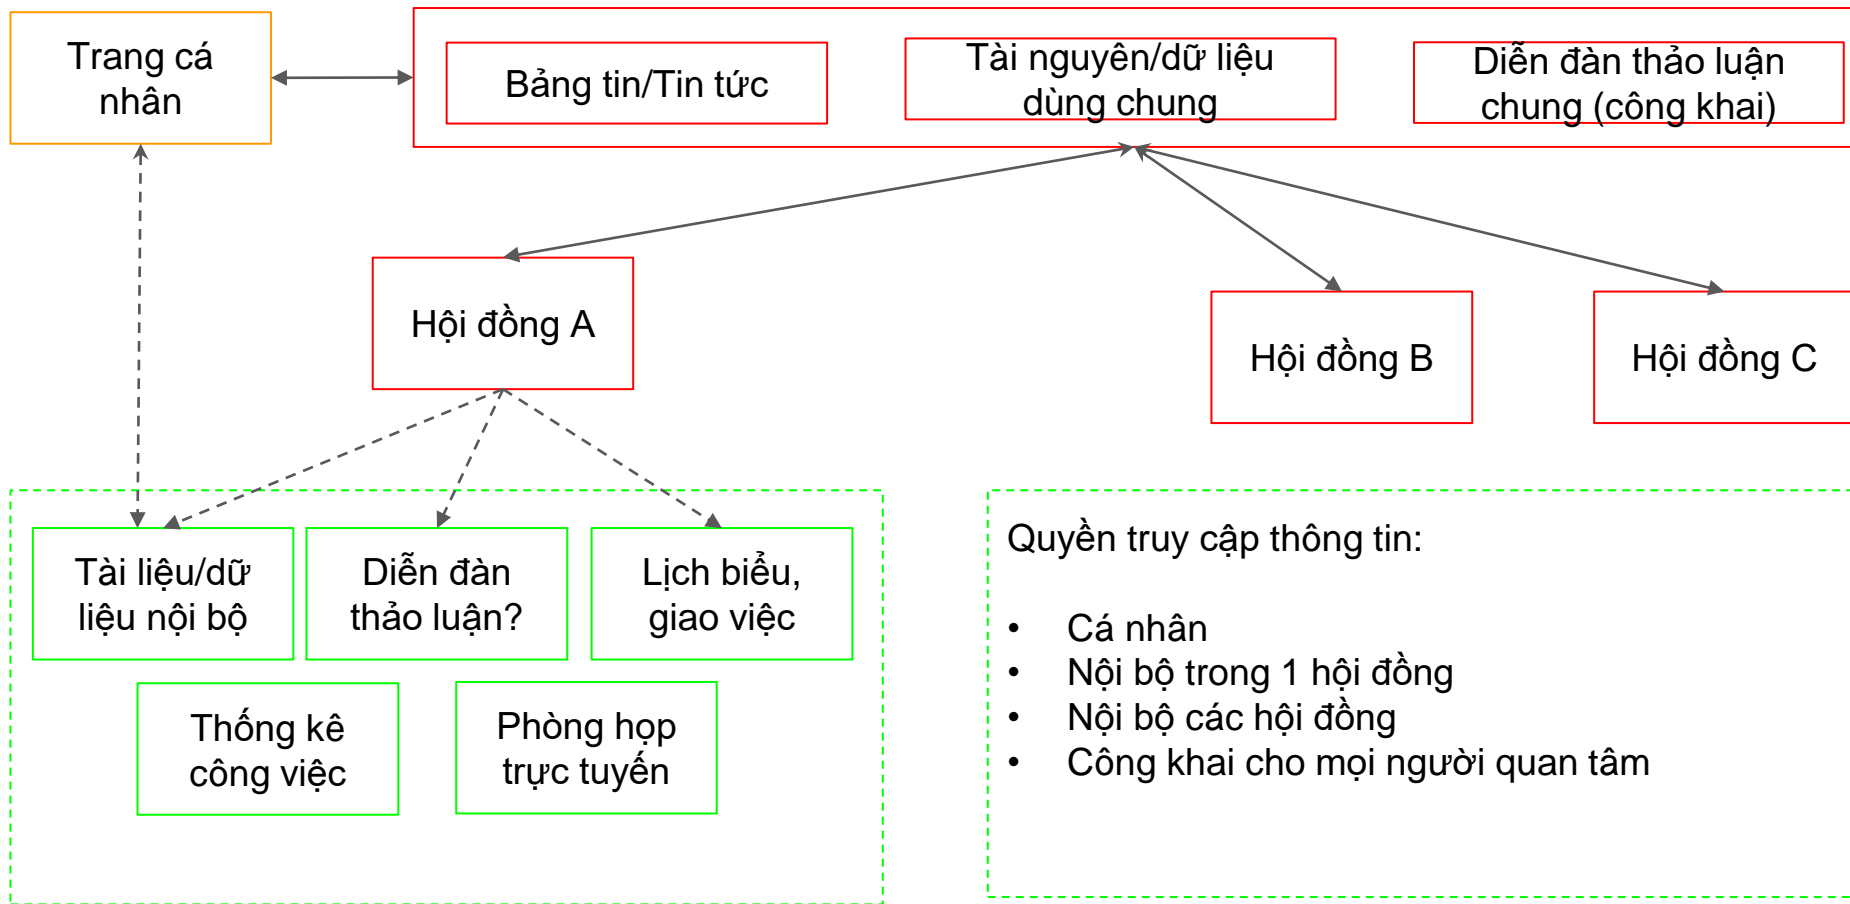 Trang cá
nhân
Bảng tin/Tin tức
Tài nguyên/dữ liệu
dùng chung
Diễn đàn thảo luận
chung (công khai)
Hội đồng A
Hội đồng B
Hội đồng C
Tài liệu/dữ
liệu nội bộ
Diễn đàn
thảo luận?
Lịch biểu,
giao việc
Thống kê
công việc
Phòng họp
trực tuyến
Quyền truy cập thông tin:
• Cá nhân
• Nội bộ trong 1 hội đồng
• Nội bộ các hội đồng
• Công khai cho mọi người quan tâm